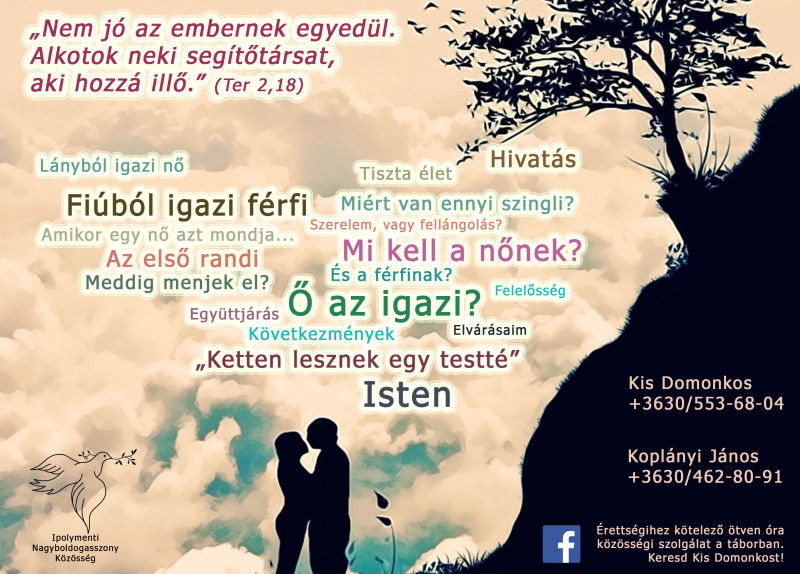 „Nem jó az embernek egyedül.
Alkotok neki segítőtársat,
aki hozzá illő.” (Ter 2,18)
Lányból igazi nő
Tiszta élet
Hivatás
Fiúból igazi férfi
Miért van ennyi szingli?
Szerelem, vagy fellángolás?
Amikor egy nő azt mondja...
Az első randi
Mi kell a nőnek?
Meddig menjek el?
És a férfinak?
Ő az igazi?
Felelősség
Együttjárás
Következmények
Elvárásaim
„Ketten lesznek egy testté”
Isten
Kis Domonkos
+3630/553-68-04
Koplányi János
+3630/462-80-91
Ipolymenti
Nagyboldogasszony
Közösség
f
Érettségihez kötelező ötven óra
közösségi szolgálat a táborban.
Keresd Kis Domonkost!